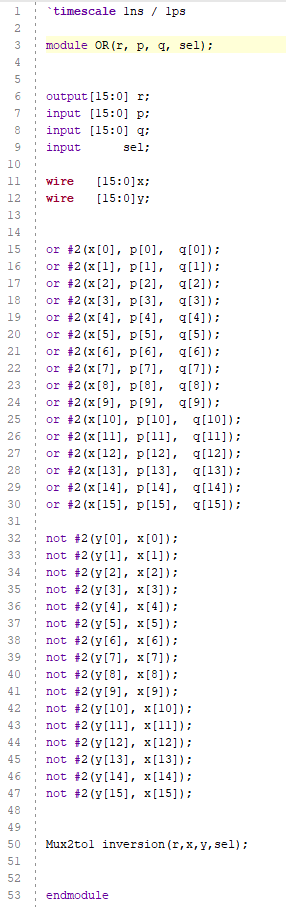 1 `timescale 1ns / 1ps
2
3 module OR(r, p, q, sel);
4
5
6 output[15:0] r;
7 input [15:0] p;
8 input [15:0] q;
9 input      sel;
10
11 wire   [15:0]x;
12 wire   [15:0]y;
13
14
15 or #2(x[0], p[0],  q[0]);
16 or #2(x[1], p[1],  q[1]);
17 or #2(x[2], p[2],  q[2]);
18 or #2(x[3], p[3],  q[3]);
19 or #2(x[4], p[4],  q[4]);
20 or #2(x[5], p[5],  q[5]);
21 or #2(x[6], p[6],  q[6]);
22 or #2(x[7], p[7],  q[7]);
23 or #2(x[8], p[8],  q[8]);
24 or #2(x[9], p[9],  q[9]);
25 or #2(x[10], p[10],  q[10]);
26 or #2(x[11], p[11],  q[11]);
27 or #2(x[12], p[12],  q[12]);
28 or #2(x[13], p[13],  q[13]);
29 or #2(x[14], p[14],  q[14]);
30 or #2(x[15], p[15],  q[15]);
31
32 not #2(y[0], x[0]);
33 not #2(y[1], x[1]);
34 not #2(y[2], x[2]);
35 not #2(y[3], x[3]);
36 not #2(y[4], x[4]);
37 not #2(y[5], x[5]);
38 not #2(y[6], x[6]);
39 not #2(y[7], x[7]);
40 not #2(y[8], x[8]);
41 not #2(y[9], x[9]);
42 not #2(y[10], x[10]);
43 not #2(y[11], x[11]);
44 not #2(y[12], x[12]);
45 not #2(y[13], x[13]);
46 not #2(y[14], x[14]);
47 not #2(y[15], x[15]);
48
49
50 Mux2to1 inversion(r,x,y,sel);
51
52
53 endmodule